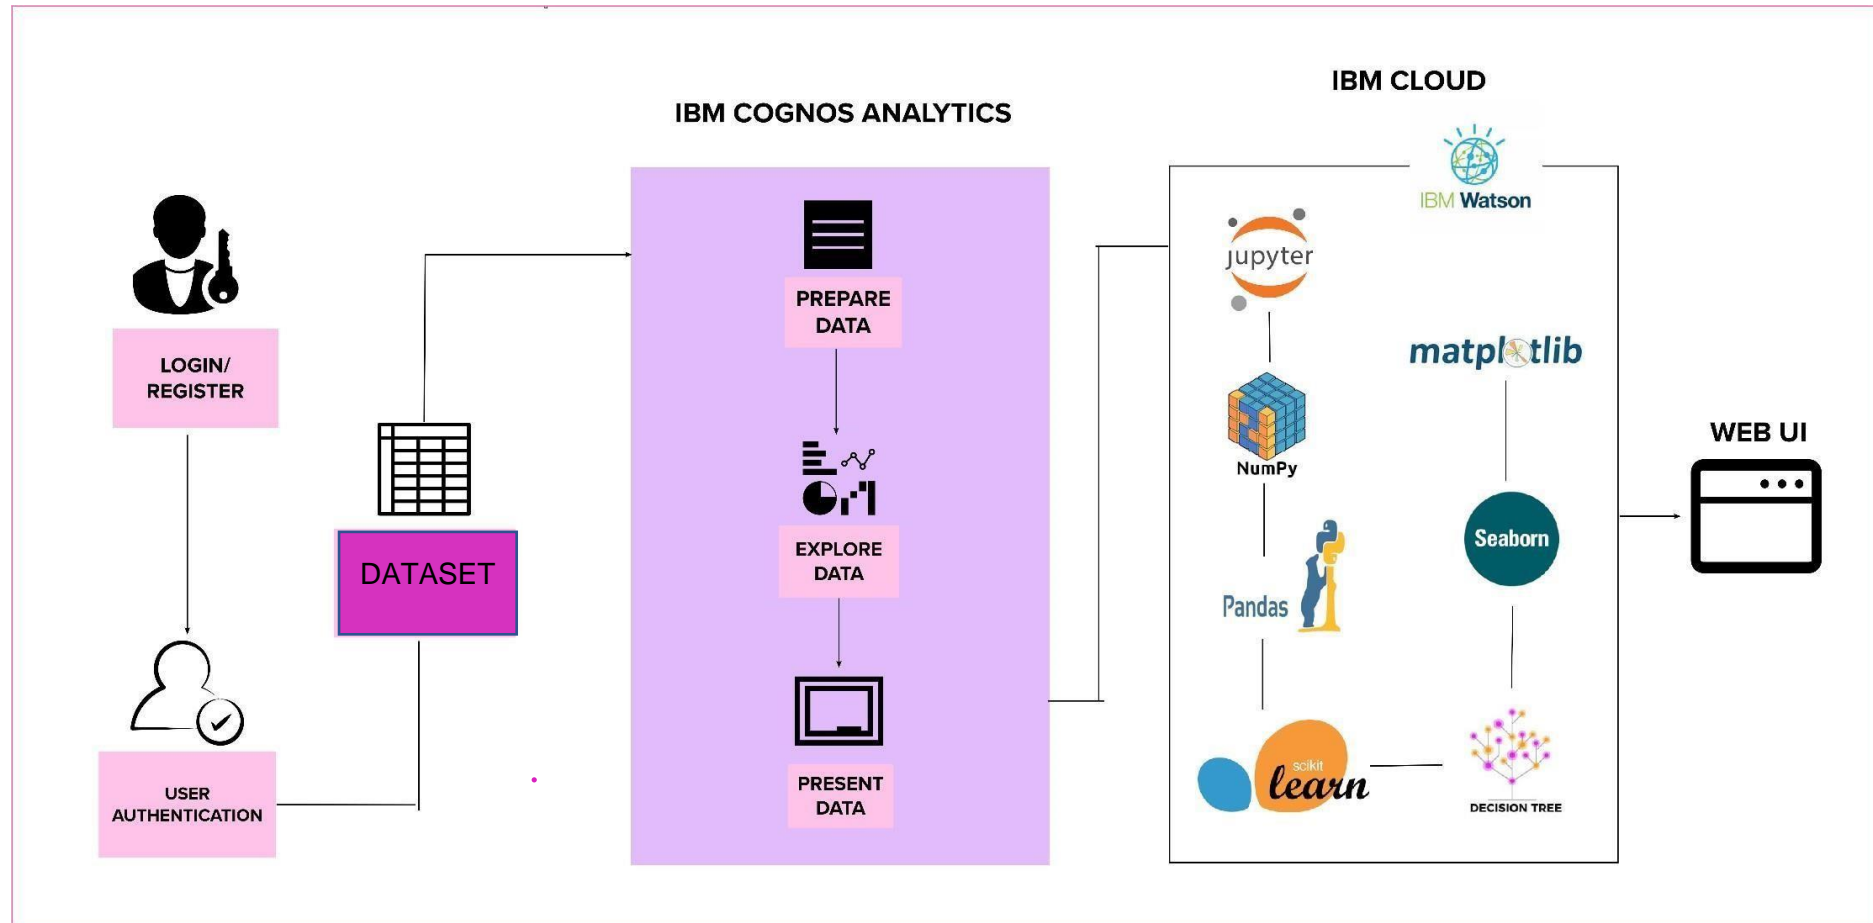 IBM CLOUD
IBM COGNOS ANALYTICS
IBM Watson
jupyter
PREPARE
DATA
LOGIN/
REGISTER
matplotlib
WEB UI
NumPy
Seaborn
EXPLORE
DATA
DATASET
Pandas
scikit
learn
PRESENT
DATA
USER
AUTHENTICATION
DECISION TREE